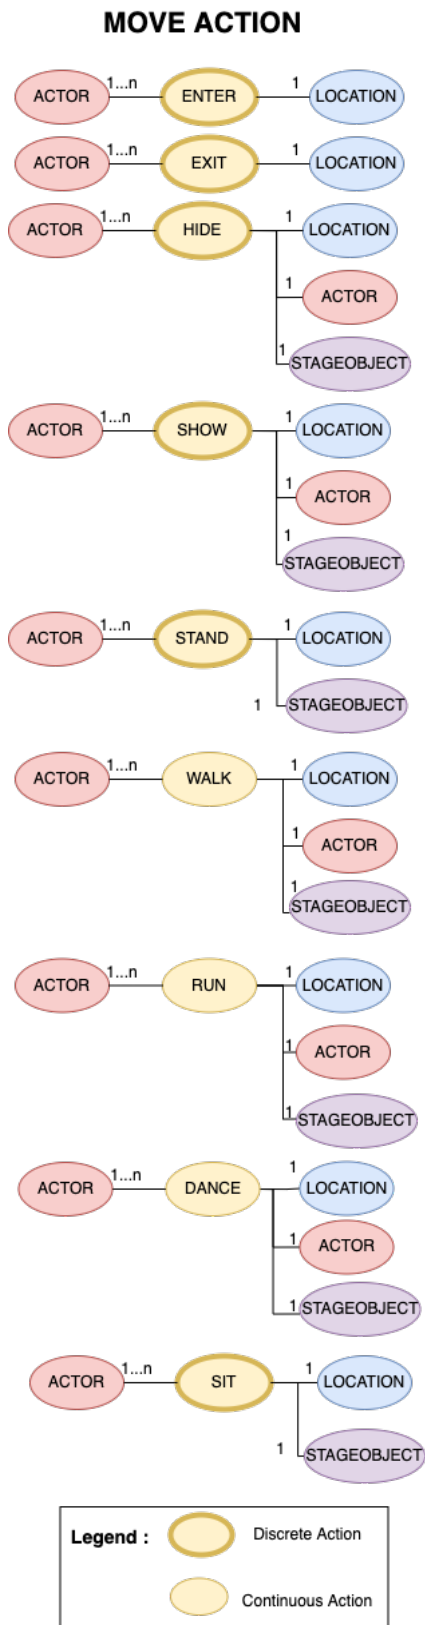 MOVE ACTION
ACTOR 1...n ENTER 1 LOCATION
ACTOR 1...n EXIT 1 LOCATION
ACTOR 1...n HIDE 1 LOCATION
1 ACTOR
1 STAGEOBJECT
ACTOR 1...n SHOW 1 LOCATION
1 ACTOR
1 STAGEOBJECT
ACTOR 1...n STAND 1 LOCATION
1 STAGEOBJECT
ACTOR 1...n WALK 1 LOCATION
1 ACTOR
1 STAGEOBJECT
ACTOR 1...n RUN 1 LOCATION
1 ACTOR
1 STAGEOBJECT
ACTOR 1...n DANCE 1 LOCATION
1 ACTOR
1 STAGEOBJECT
ACTOR 1...n SIT 1 LOCATION
1 STAGEOBJECT
Legend : Discrete Action
Continuous Action